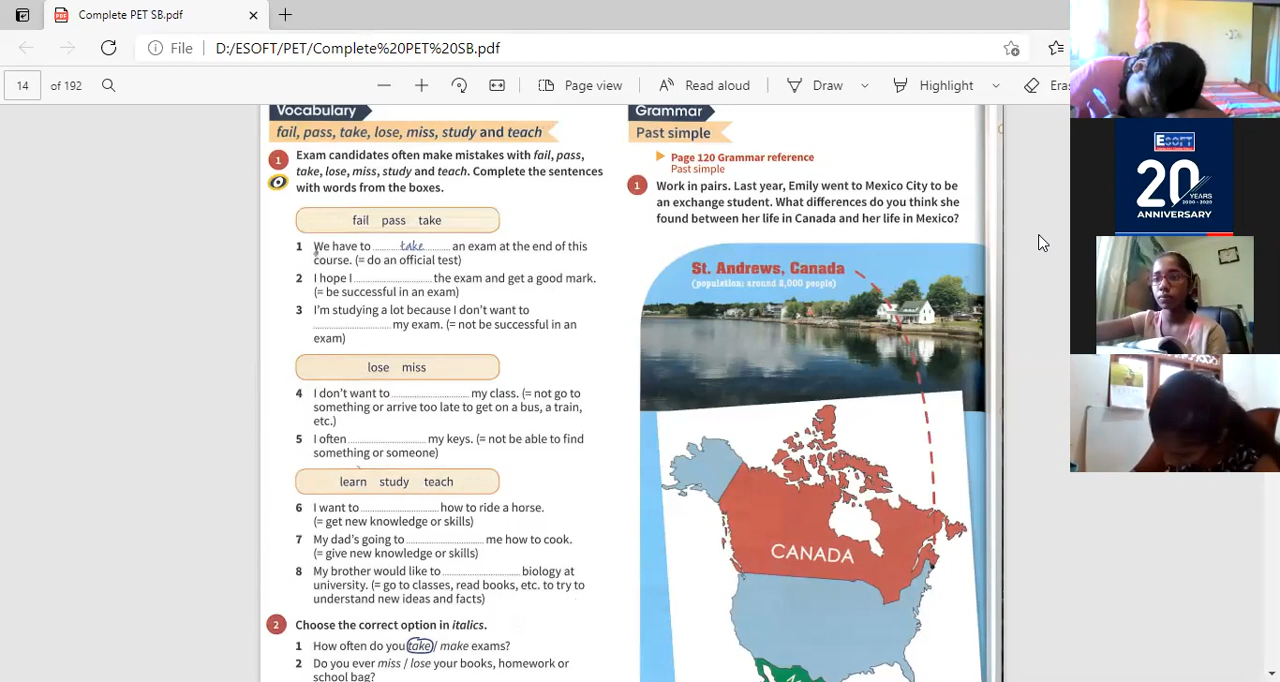 Complete PET SB.pdf
File D:/ESOFT/PET/Complete%20PET%20SB.pdf
14 of 192
Page view
Read aloud
Draw
Highlight
Eras
Vocabulary
fail, pass, take, lose, miss, study and teach
1 Exam candidates often make mistakes with fail, pass,
take, lose, miss, study and teach. Complete the sentences
with words from the boxes.
fail pass take
1 We have to take an exam at the end of this
course. (= do an official test)
2 I hope I ........................ the exam and get a good mark.
(= be successful in an exam)
3 I'm studying a lot because I don't want to
........................ my exam. (= not be successful in an
exam)
lose miss
4 I don't want to ........................ my class. (= not go to
something or arrive too late to get on a bus, a train,
etc.)
5 I often ........................ my keys. (= not be able to find
something or someone)
learn study teach
6 I want to ........................ how to ride a horse.
(= get new knowledge or skills)
7 My dad's going to ........................ me how to cook.
(= give new knowledge or skills)
8 My brother would like to ........................ biology at
university. (= go to classes, read books, etc. to try to
understand new ideas and facts)
2 Choose the correct option in italics.
1 How often do you take / make exams?
2 Do you ever miss / lose your books, homework or
school bag?
Grammar
Past simple
Page 120 Grammar reference
Past simple
1 Work in pairs. Last year, Emily went to Mexico City to be
an exchange student. What differences do you think she
found between her life in Canada and her life in Mexico?
St. Andrews, Canada
(population: around 2,000 people)
CANADA
ESOFT
20 YEARS
2000 - 2020
ANNIVERSARY